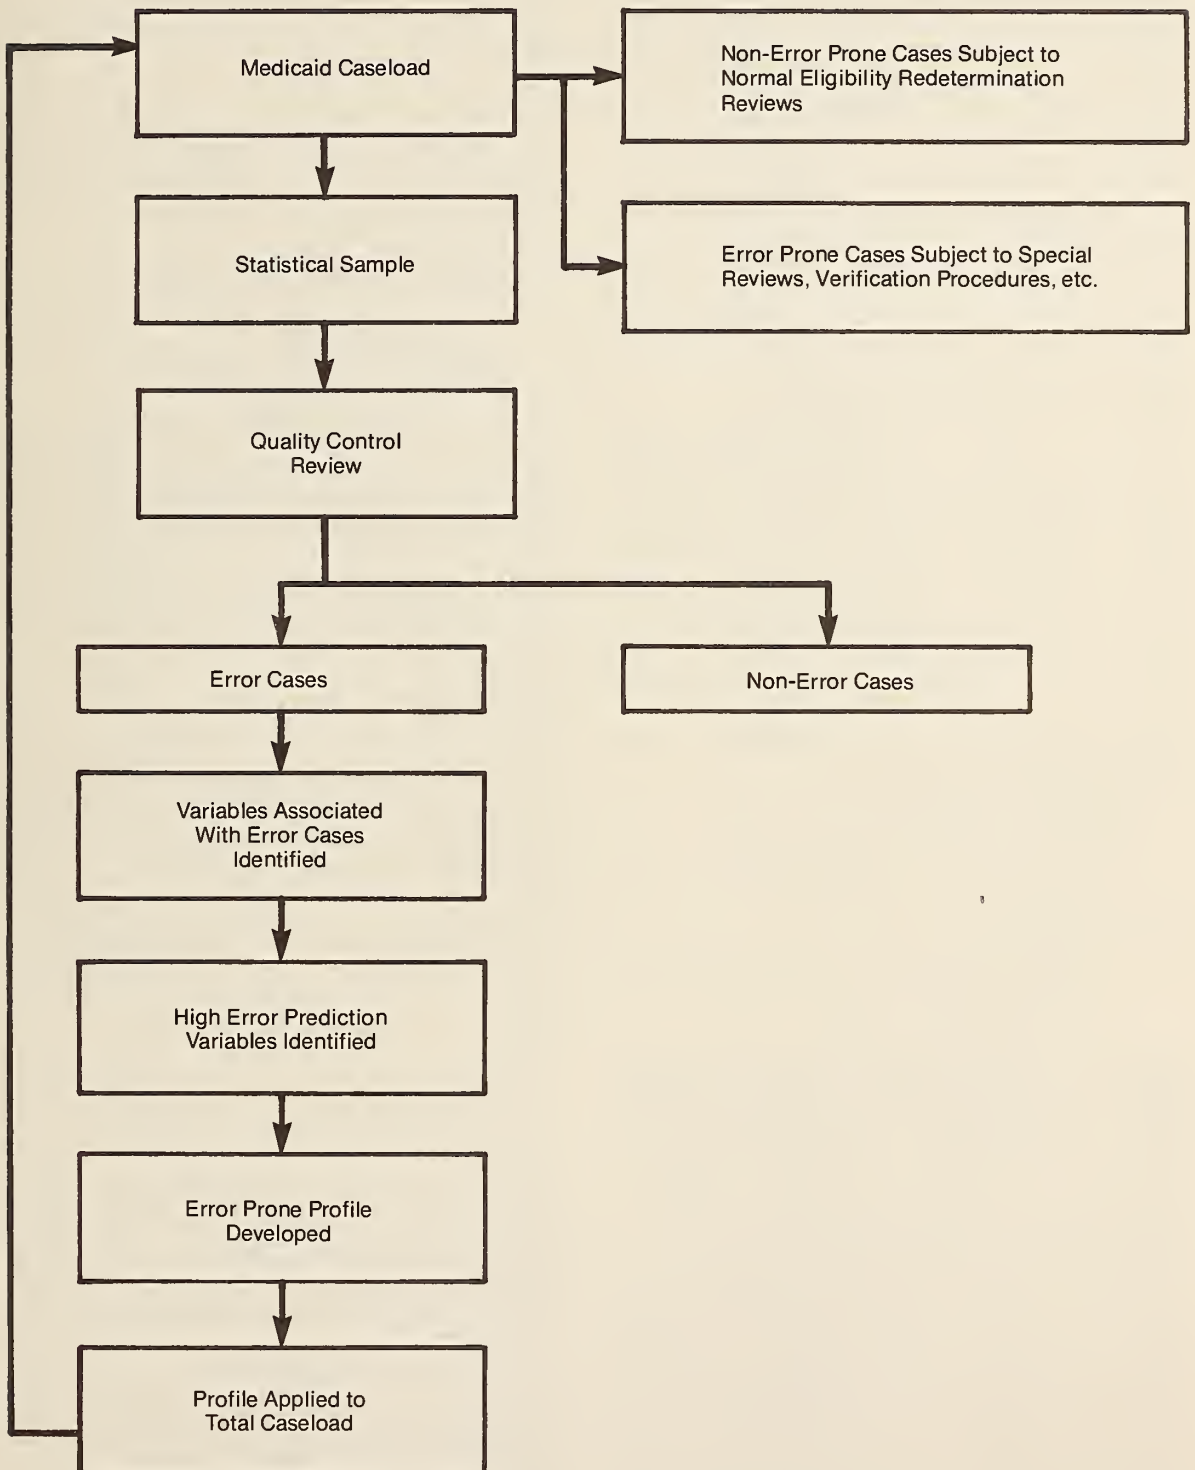 Medicaid Caseload
Non-Error Prone Cases Subject to
Normal Eligibility Redetermination
Reviews
Statistical Sample
Error Prone Cases Subject to Special
Reviews, Verification Procedures, etc.
Quality Control
Review
Error Cases
Non-Error Cases
Variables Associated
With Error Cases
Identified
High Error Prediction
Variables Identified
Error Prone Profile
Developed
Profile Applied to
Total Caseload